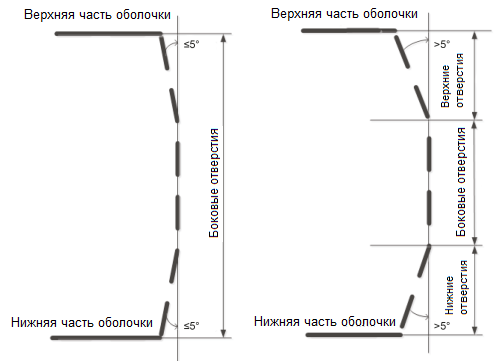 Верхняя часть оболочки
≤5°
Боковые отверстия
Нижняя часть оболочки
≤5°
Верхняя часть оболочки
>5°
Верхние
отверстия
Боковые отверстия
Нижние
отверстия
Нижняя часть оболочки
>5°